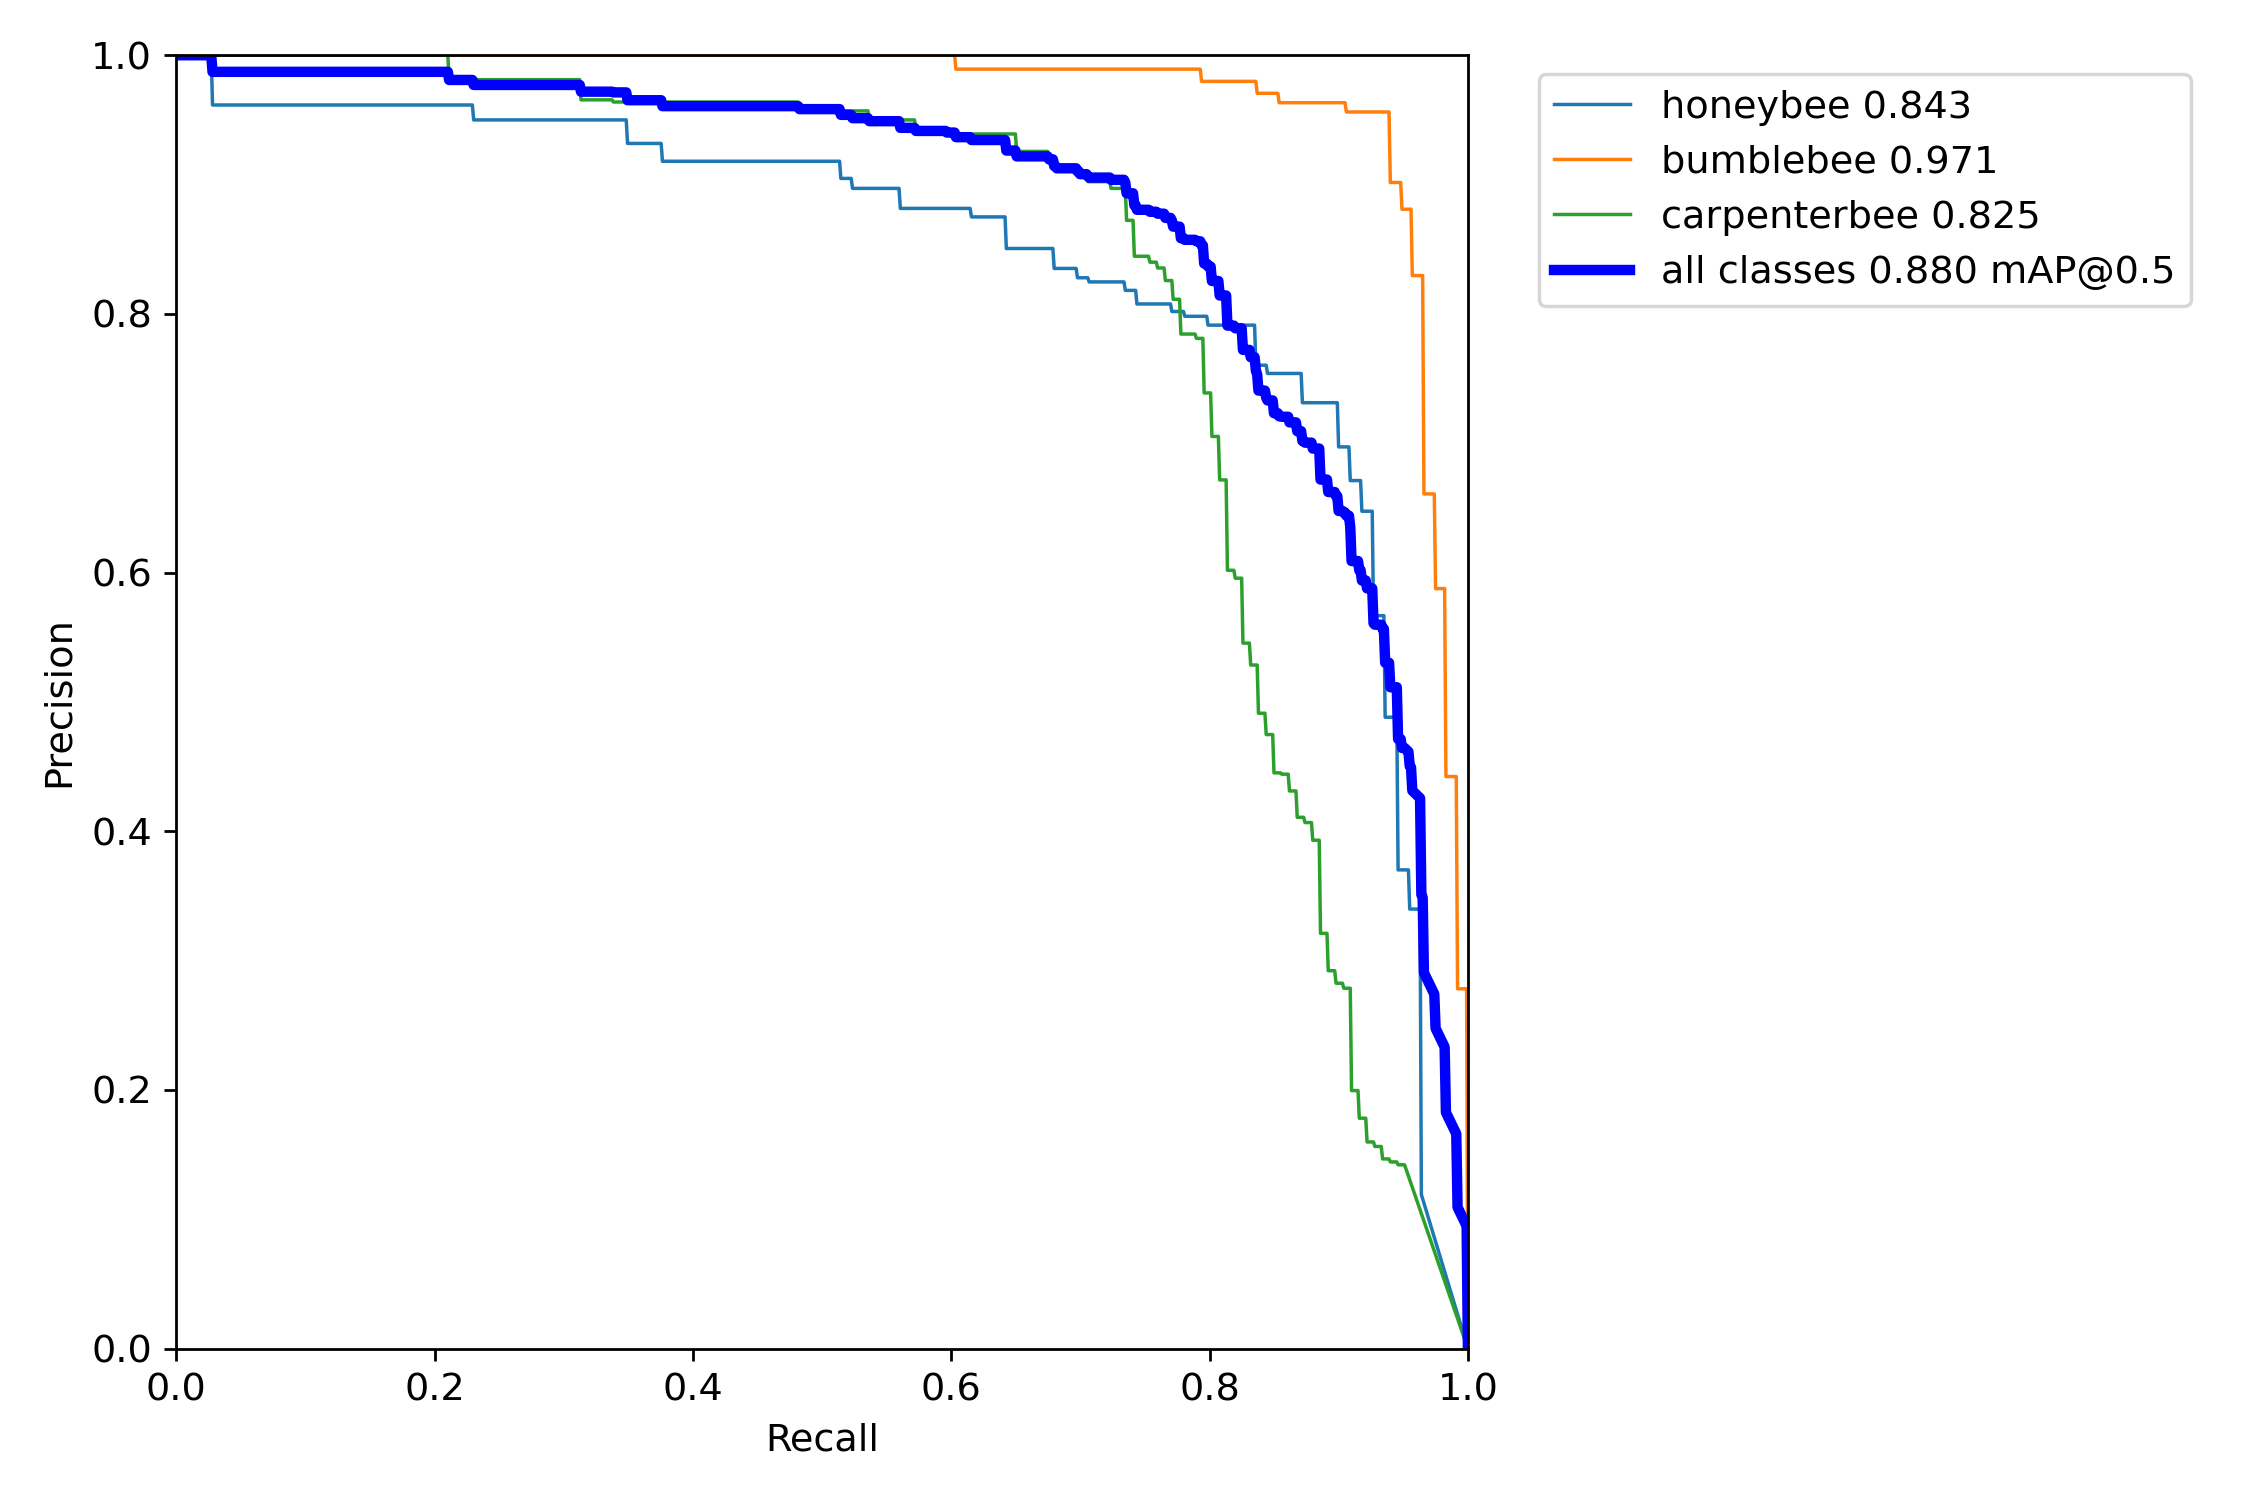 1.0
0.8
0.6
0.4
0.2
0.0
Precision
0.0 0.2 0.4 0.6 0.8 1.0
Recall
honeybee 0.843
bumblebee 0.971
carpenterbee 0.825
all classes 0.880 mAP@0.5